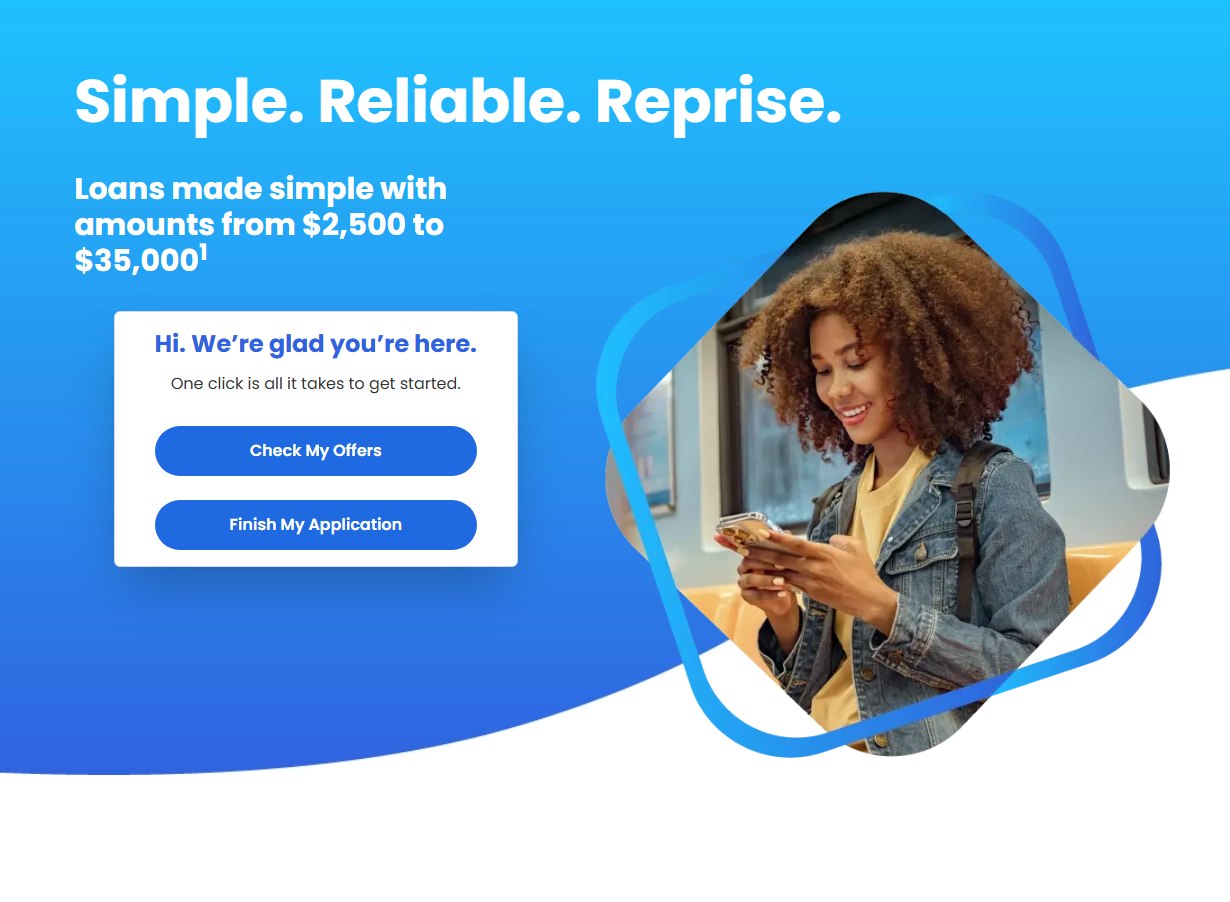 Simple. Reliable. Reprise.
Loans made simple with
amounts from $2,500 to
$35,000¹
Hi. We’re glad you’re here.
One click is all it takes to get started.
Check My Offers
Finish My Application